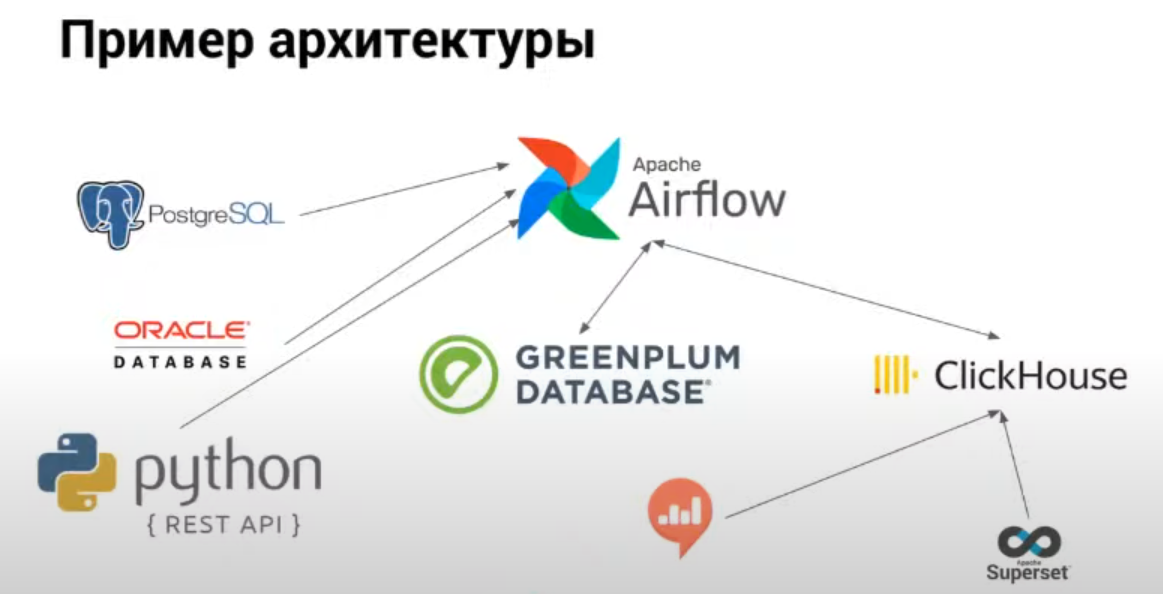 Пример архитектуры
Apache
Airflow
PostgreSQL
ORACLE
DATABASE
GREENPLUM
DATABASE
ClickHouse
python
{ REST API }
Apache
Superset